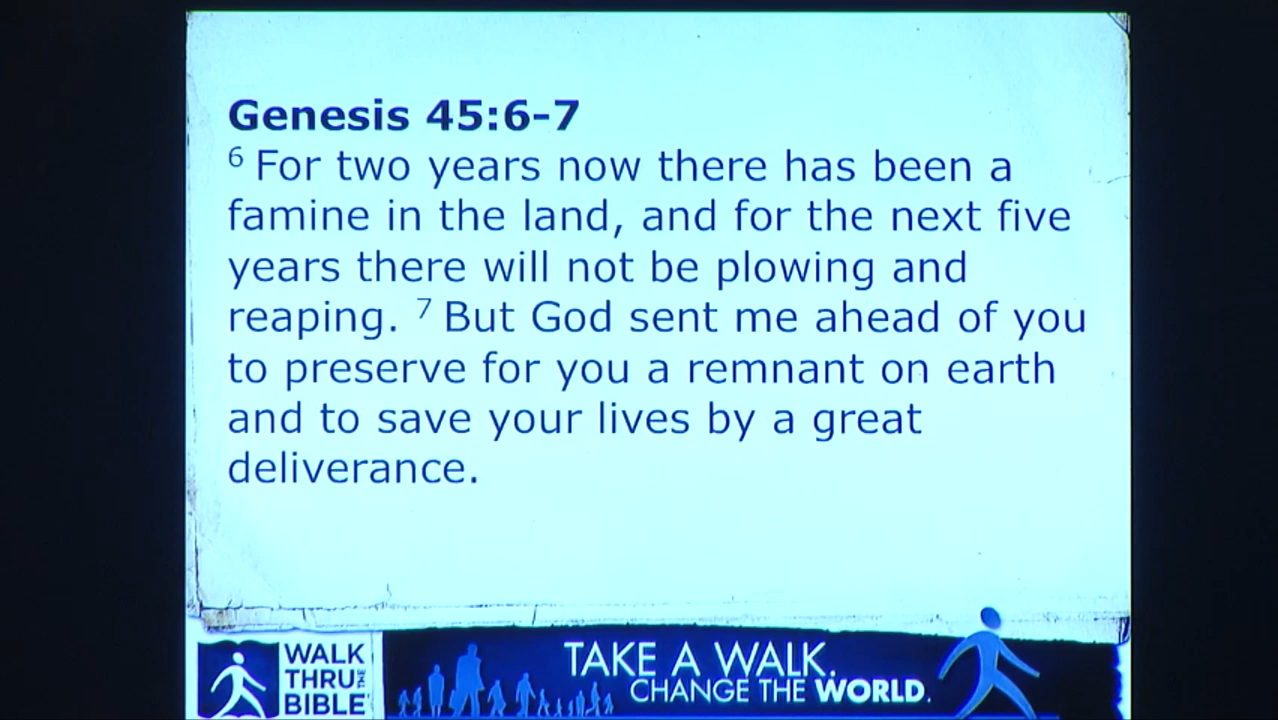 Genesis 45:6-7
6 For two years now there has been a
famine in the land, and for the next five
years there will not be plowing and
reaping. 7 But God sent me ahead of you
to preserve for you a remnant on earth
and to save your lives by a great
deliverance.
WALK
THRU THE
BIBLE
TAKE A WALK.
CHANGE THE WORLD.